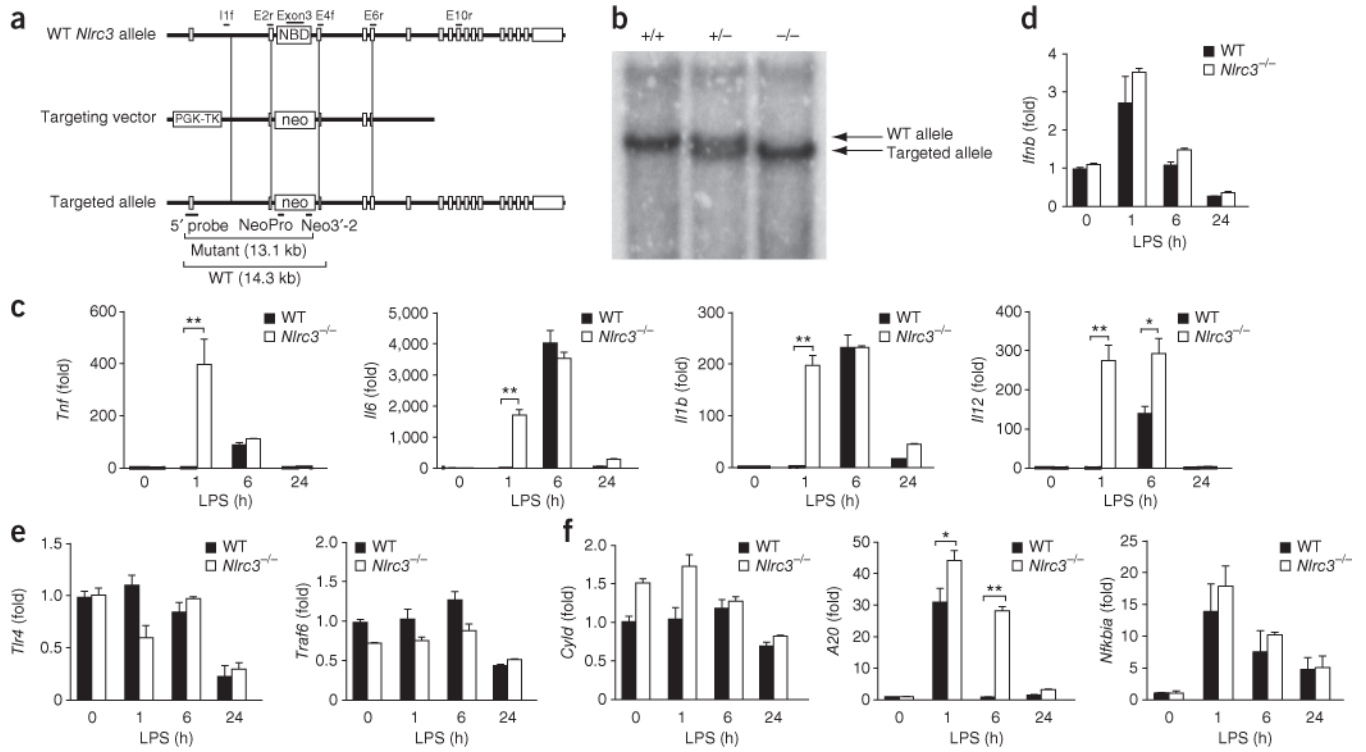 a
I1f E2r Exon3 E4f E6r E10r
WT Nlrc3 allele
NBD
Targeting vector
PGK-TK
neo
Targeted allele
neo
5′ probe NeoPro Neo3′-2
Mutant (13.1 kb)
WT (14.3 kb)
b
+/+ +/– –/–
WT allele
Targeted allele
d
WT
Nlrc3–/–
Ifnb (fold)
4
3
2
1
0
0 1 6 24
LPS (h)
c
WT
Nlrc3–/–
**
Tnf (fold)
600
400
200
0
0 1 6 24
LPS (h)
WT
Nlrc3–/–
**
Il6 (fold)
5,000
4,000
3,000
2,000
1,000
0
0 1 6 24
LPS (h)
WT
Nlrc3–/–
**
Il1b (fold)
300
200
100
0
0 1 6 24
LPS (h)
WT
Nlrc3–/–
** *
Il12 (fold)
400
300
200
100
0
0 1 6 24
LPS (h)
e
WT
Nlrc3–/–
Tlr4 (fold)
1.5
1.0
0.5
0
0 1 6 24
LPS (h)
WT
Nlrc3–/–
Traf6 (fold)
2.0
1.5
1.0
0.5
0
0 1 6 24
LPS (h)
f
WT
Nlrc3–/–
Cyld (fold)
2.0
1.5
1.0
0.5
0
0 1 6 24
LPS (h)
WT
Nlrc3–/–
* **
A20 (fold)
50
40
30
20
10
0
0 1 6 24
LPS (h)
WT
Nlrc3–/–
Nfkbia (fold)
25
20
15
10
5
0
0 1 6 24
LPS (h)